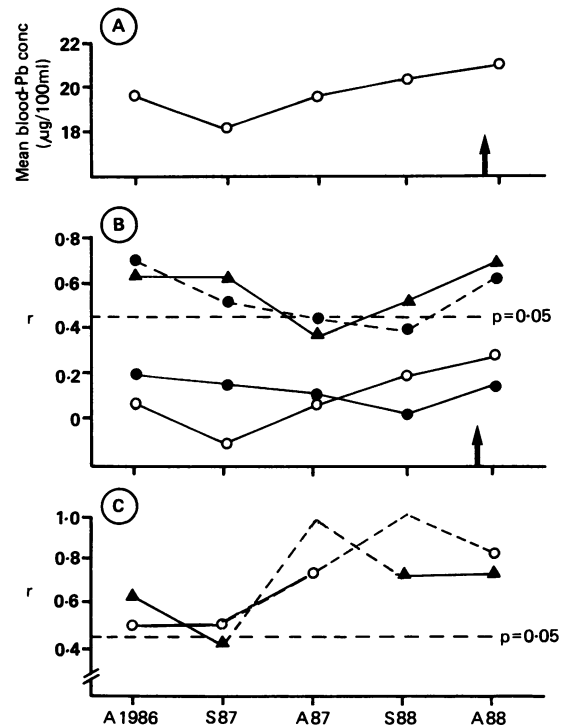 A
Mean blood-Pb conc
(µg/100ml)
22
20
18
B
r
0·8
0·6
0·4
0·2
0
p=0·05
C
r
1·0
0·8
0·6
0·4
p=0·05
A 1986 S87 A87 S88 A88